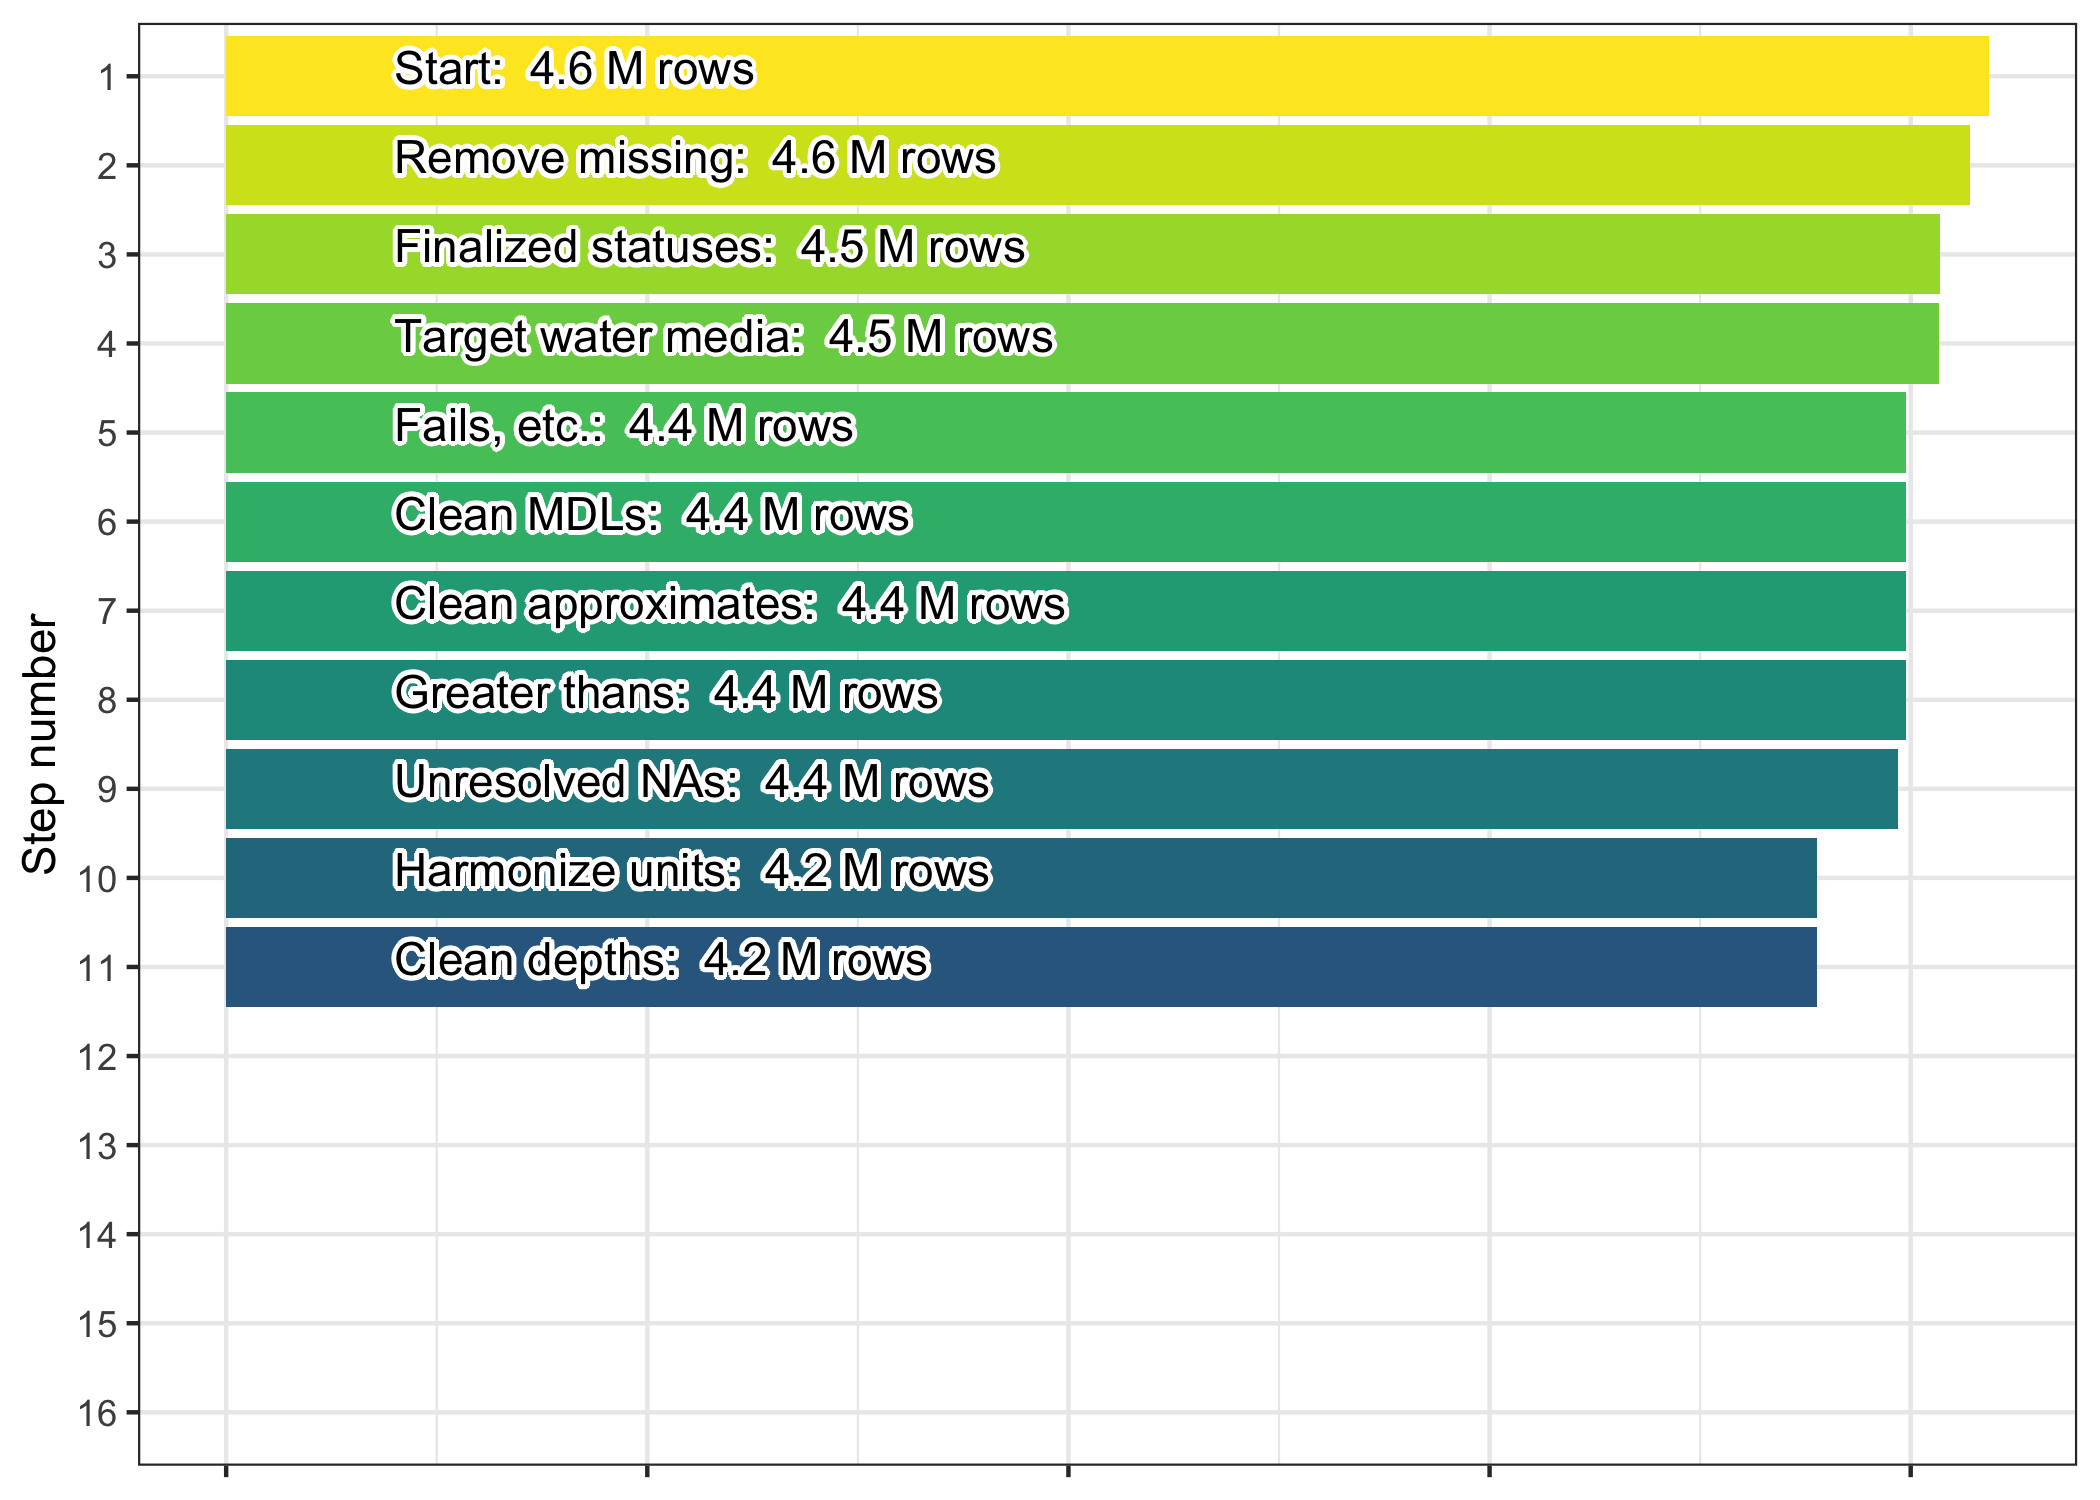 Step number
1
Start:  4.6 M rows
2
Remove missing:  4.6 M rows
3
Finalized statuses:  4.5 M rows
4
Target water media:  4.5 M rows
5
Fails, etc.:  4.4 M rows
6
Clean MDLs:  4.4 M rows
7
Clean approximates:  4.4 M rows
8
Greater thans:  4.4 M rows
9
Unresolved NAs:  4.4 M rows
10
Harmonize units:  4.2 M rows
11
Clean depths:  4.2 M rows
12
13
14
15
16